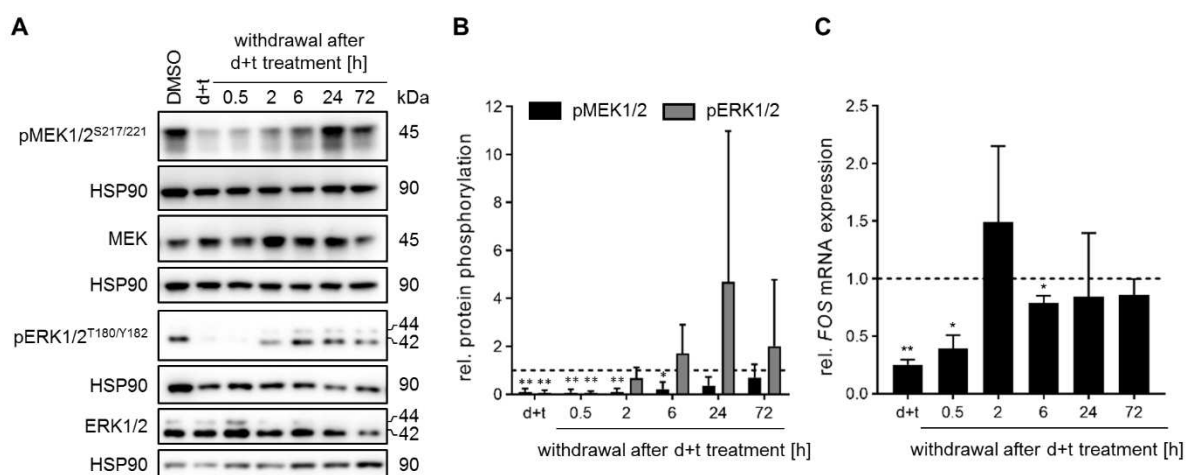 A
withdrawal after
d+t treatment [h]
DMSO d+t 0.5 2 6 24 72 kDa
pMEK1/2S217/221 45
HSP90 90
MEK 45
HSP90 90
pERK1/2T180/Y182 44
42
HSP90 90
ERK1/2 44
42
HSP90 90
B
pMEK1/2 pERK1/2
rel. protein phosphorylation
12
10
8
6
4
2
1
0
** ** ** ** ** *
d+t 0.5 2 6 24 72
withdrawal after d+t treatment [h]
C
rel. FOS mRNA expression
2.5
2.0
1.5
1.0
0.5
0.0
** * *
d+t 0.5 2 6 24 72
withdrawal after d+t treatment [h]